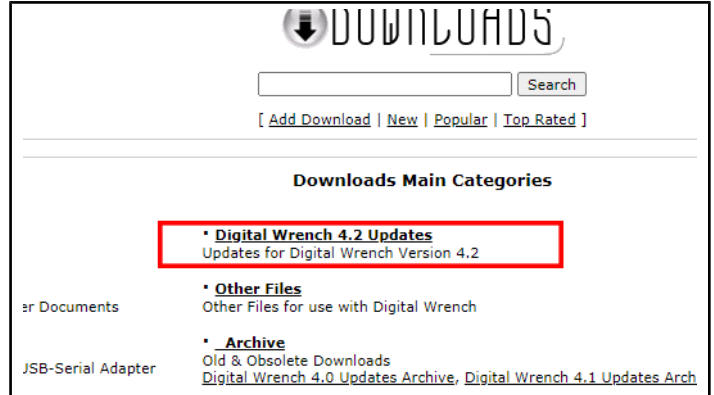 DOWNLOADS
Search
[ Add Download | New | Popular | Top Rated ]
Downloads Main Categories
· Digital Wrench 4.2 Updates
Updates for Digital Wrench Version 4.2
· Other Files
er Documents Other Files for use with Digital Wrench
· _Archive
Old & Obsolete Downloads
USB-Serial Adapter
Digital Wrench 4.0 Updates Archive, Digital Wrench 4.1 Updates Arch